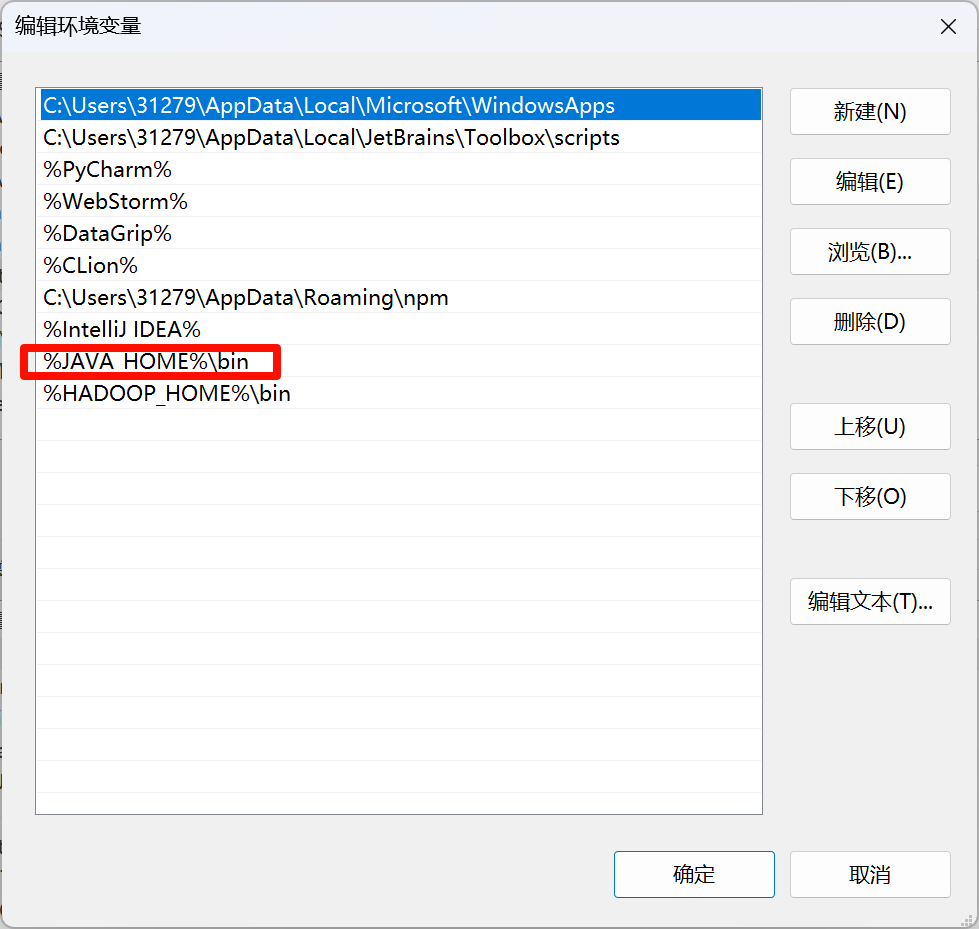 编辑环境变量
C:\Users\31279\AppData\Local\Microsoft\WindowsApps
C:\Users\31279\AppData\Local\JetBrains\Toolbox\scripts
%PyCharm%
%WebStorm%
%DataGrip%
%CLion%
C:\Users\31279\AppData\Roaming\npm
%IntelliJ IDEA%
%JAVA_HOME%\bin
%HADOOP_HOME%\bin
新建(N)
编辑(E)
浏览(B)...
删除(D)
上移(U)
下移(O)
编辑文本(T)...
确定
取消